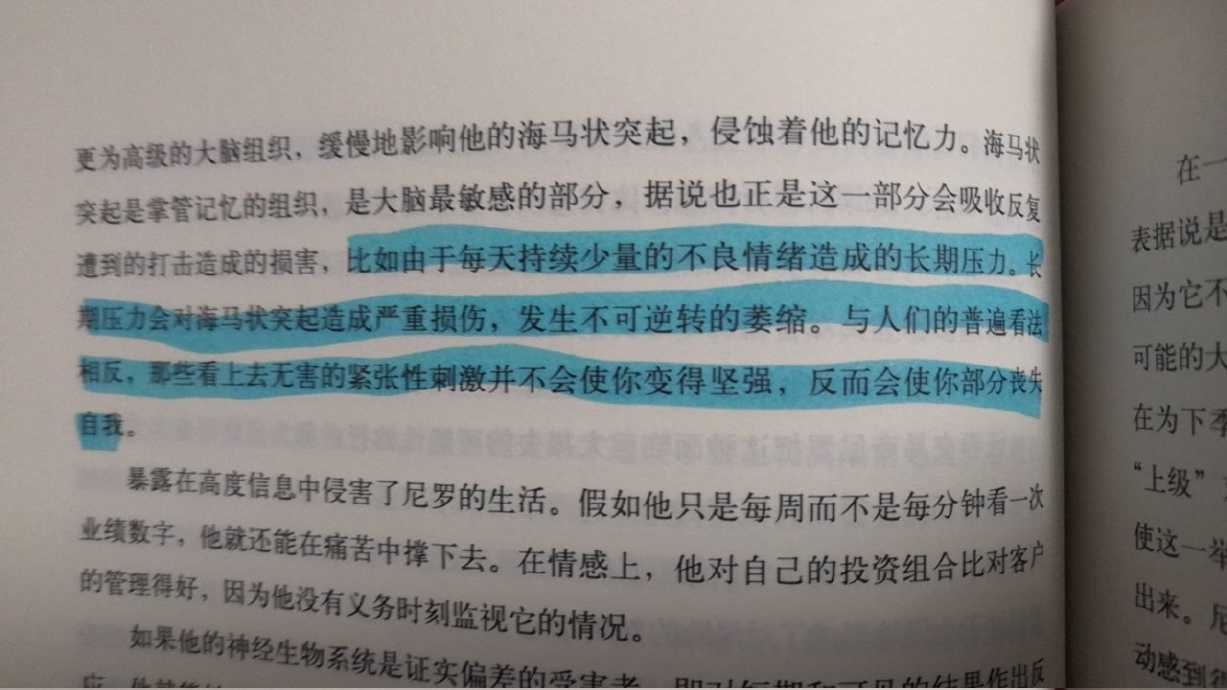 更为高级的大脑组织，缓慢地影响他的海马状突起，侵蚀着他的记忆力。海马状
突起是掌管记忆的组织，是大脑最敏感的部分，据说也正是这一部分会吸收反复
遭到的打击造成的损害，比如由于每天持续少量的不良情绪造成的长期压力。长
期压力会对海马状突起造成严重损伤，发生不可逆转的萎缩。与人们的普遍看法
相反，那些看上去无害的紧张性刺激并不会使你变得坚强，反而会使你部分丧失
自我。
暴露在高度信息中侵害了尼罗的生活。假如他只是每周而不是每分钟看一次
业绩数字，他就还能在痛苦中撑下去。在情感上，他对自己的投资组合比对客户
的管理得好，因为他没有义务时刻监视它的情况。
如果他的神经生物系统是证实偏差的受害者，即对短期和可见的结果作出反
在一
表据说是
因为它不
可能的大
在为下季
“上级”
使这一举
出来。尼
动感到